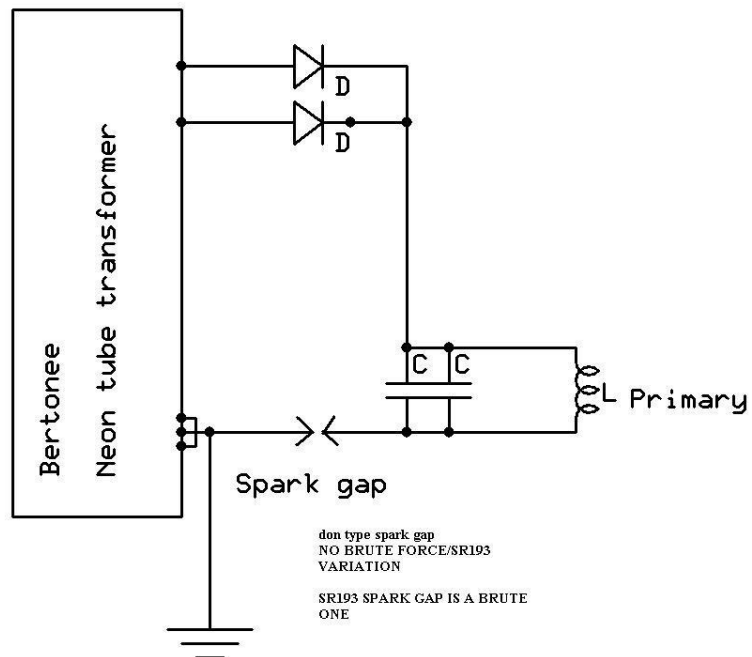 D
D
Bertonee
Neon tube transformer
C C
L Primary
Spark gap
don type spark gap
NO BRUTE FORCE/SR193
VARIATION
SR193 SPARK GAP IS A BRUTE
ONE